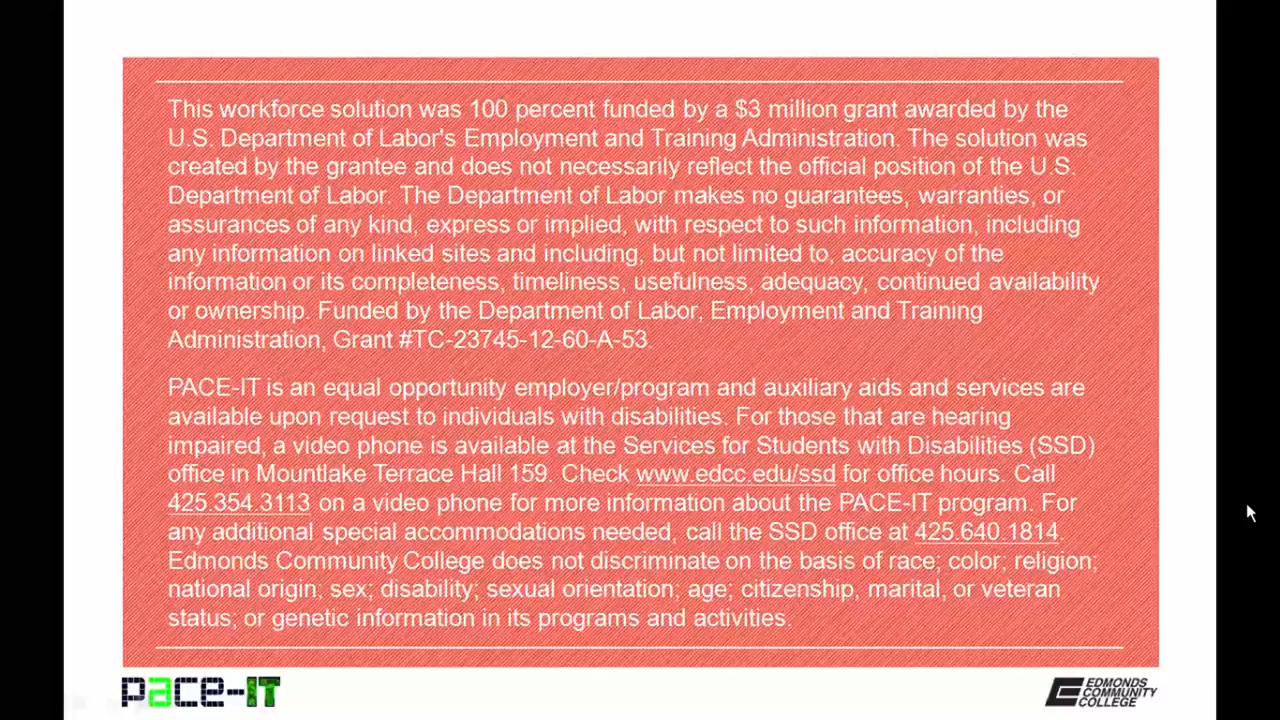 This workforce solution was 100 percent funded by a $3 million grant awarded by the
U.S. Department of Labor's Employment and Training Administration. The solution was
created by the grantee and does not necessarily reflect the official position of the U.S.
Department of Labor. The Department of Labor makes no guarantees, warranties, or
assurances of any kind, express or implied, with respect to such information, including
any information on linked sites and including, but not limited to, accuracy of the
information or its completeness, timeliness, usefulness, adequacy, continued availability
or ownership. Funded by the Department of Labor, Employment and Training
Administration, Grant #TC-23745-12-60-A-53.
PACE-IT is an equal opportunity employer/program and auxiliary aids and services are
available upon request to individuals with disabilities. For those that are hearing
impaired, a video phone is available at the Services for Students with Disabilities (SSD)
office in Mountlake Terrace Hall 159. Check www.edcc.edu/ssd for office hours. Call
425.354.3113 on a video phone for more information about the PACE-IT program. For
any additional special accommodations needed, call the SSD office at 425.640.1814.
Edmonds Community College does not discriminate on the basis of race; color; religion;
national origin; sex; disability; sexual orientation; age; citizenship, marital, or veteran
status; or genetic information in its programs and activities.
pace-IT
EDMONDS
COMMUNITY
COLLEGE